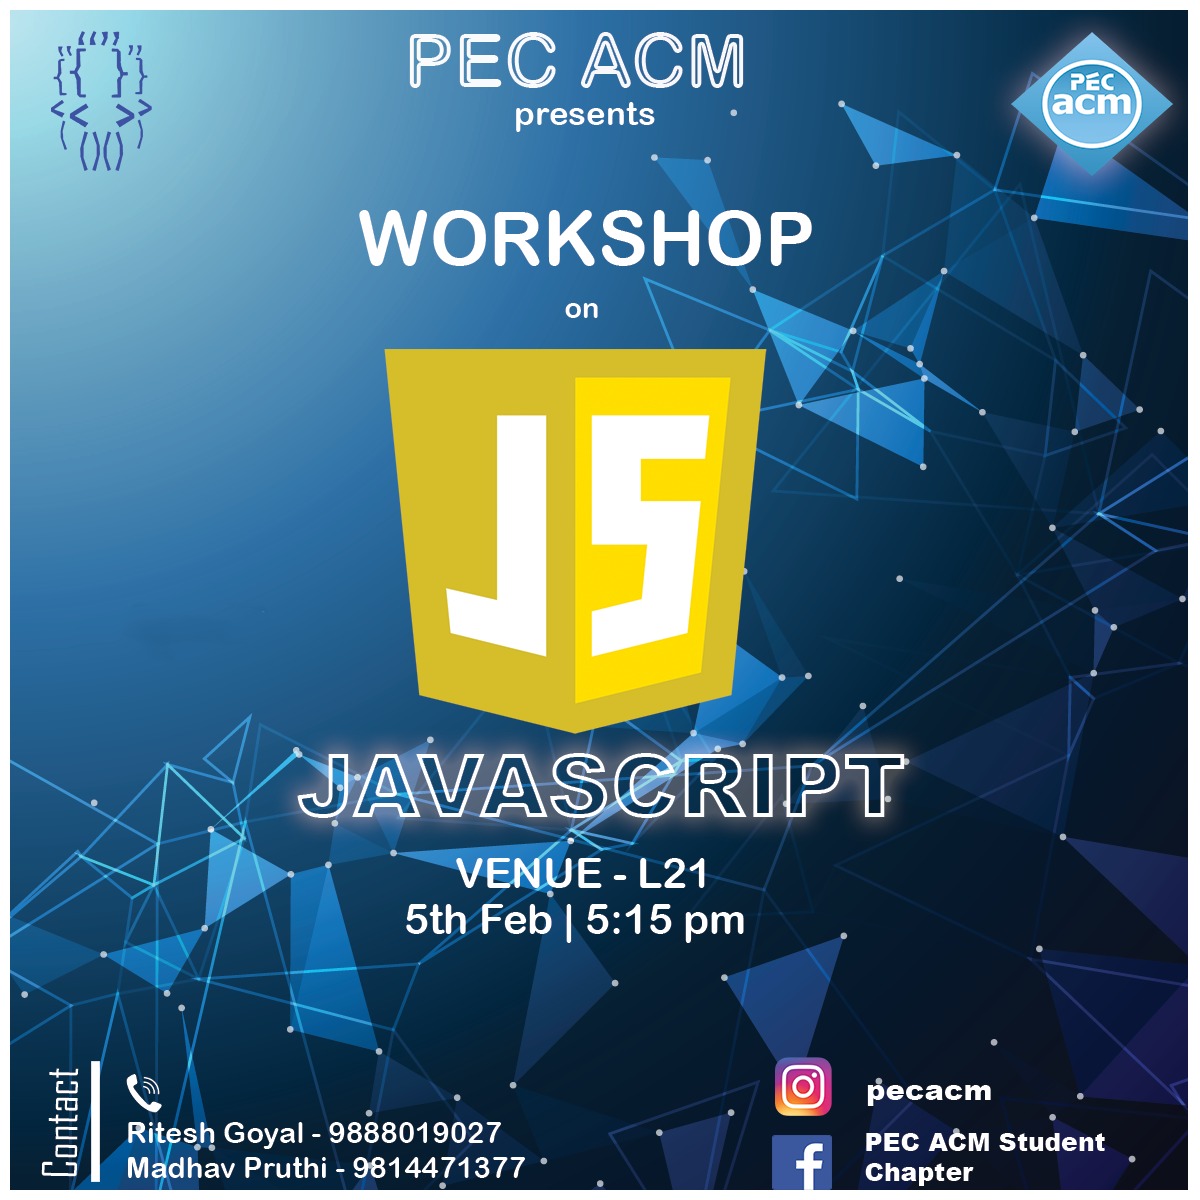 PEC ACM
presents
PEC
acm
WORKSHOP
on
JS
JAVASCRIPT
VENUE - L21
5th Feb | 5:15 pm
Contact
Ritesh Goyal - 9888019027
Madhav Pruthi - 9814471377
pecacm
PEC ACM Student
Chapter